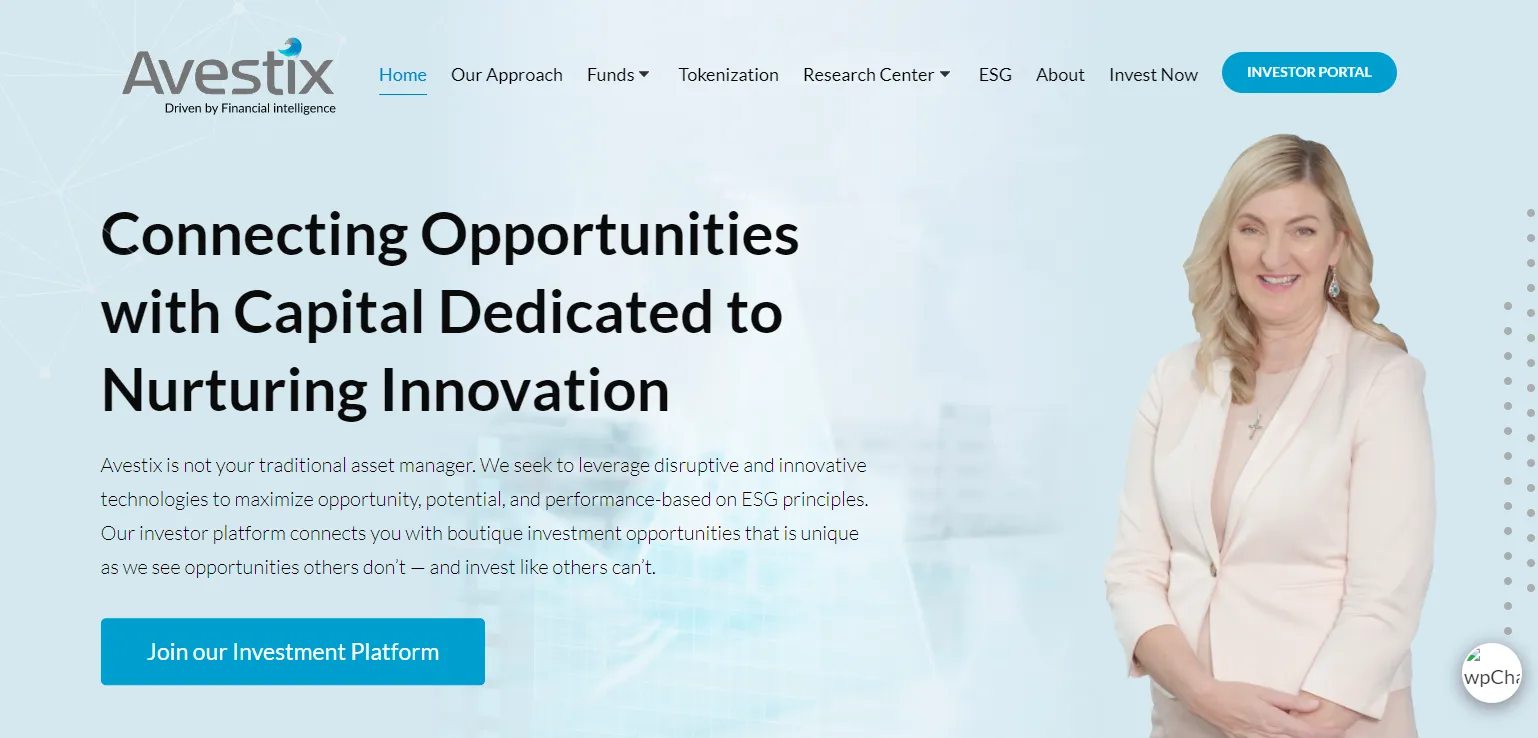 Avestix
Driven by Financial intelligence
Home
Our Approach
Funds
Tokenization
Research Center
ESG
About
Invest Now
INVESTOR PORTAL
Connecting Opportunities
with Capital Dedicated to
Nurturing Innovation
Avestix is not your traditional asset manager. We seek to leverage disruptive and innovative
technologies to maximize opportunity, potential, and performance-based on ESG principles.
Our investor platform connects you with boutique investment opportunities that is unique
as we see opportunities others don’t — and invest like others can’t.
Join our Investment Platform
wpCha